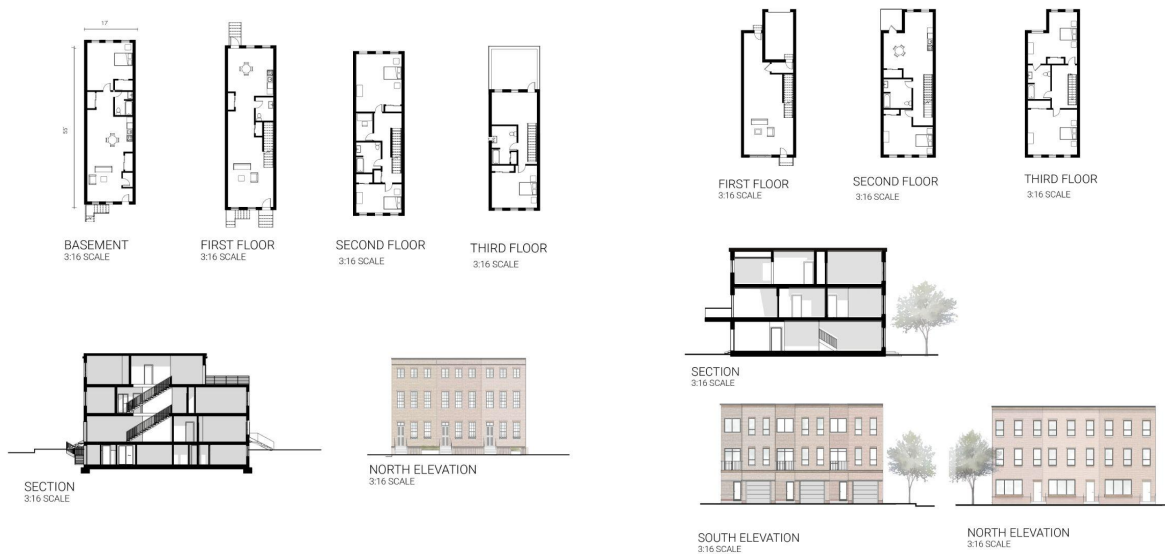 17'
55'
BASEMENT
3:16 SCALE
FIRST FLOOR
3:16 SCALE
SECOND FLOOR
3:16 SCALE
THIRD FLOOR
3:16 SCALE
SECTION
3:16 SCALE
NORTH ELEVATION
3:16 SCALE
FIRST FLOOR
3:16 SCALE
SECOND FLOOR
3:16 SCALE
THIRD FLOOR
3:16 SCALE
SECTION
3:16 SCALE
SOUTH ELEVATION
3:16 SCALE
NORTH ELEVATION
3:16 SCALE